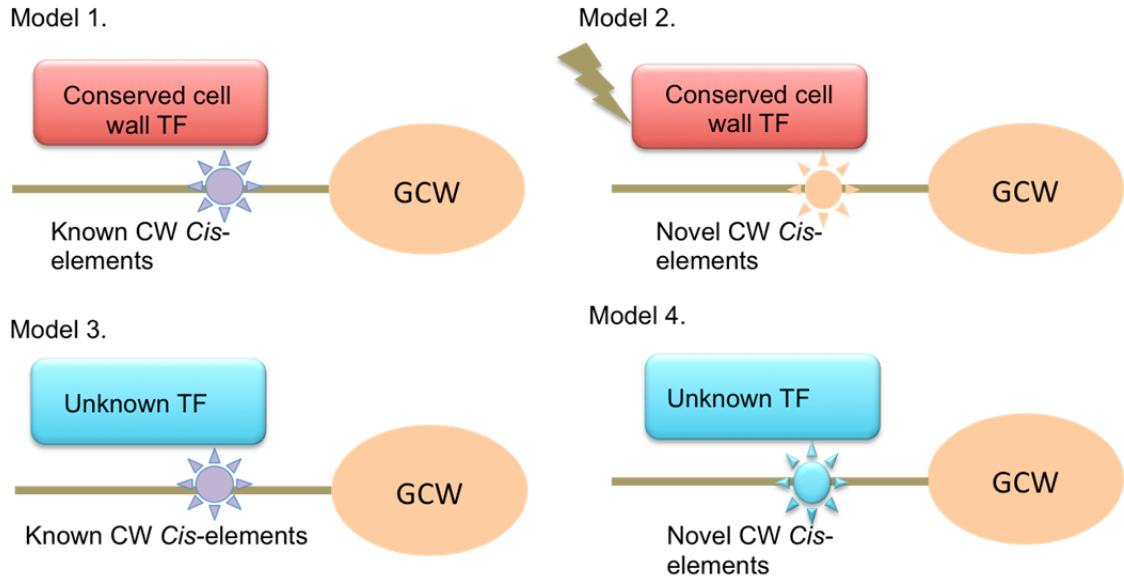 Model 1.
Conserved cell
wall TF
GCW
Known CW Cis-
elements
Model 2.
Conserved cell
wall TF
GCW
Novel CW Cis-
elements
Model 3.
Unknown TF
GCW
Known CW Cis-elements
Model 4.
Unknown TF
GCW
Novel CW Cis-
elements